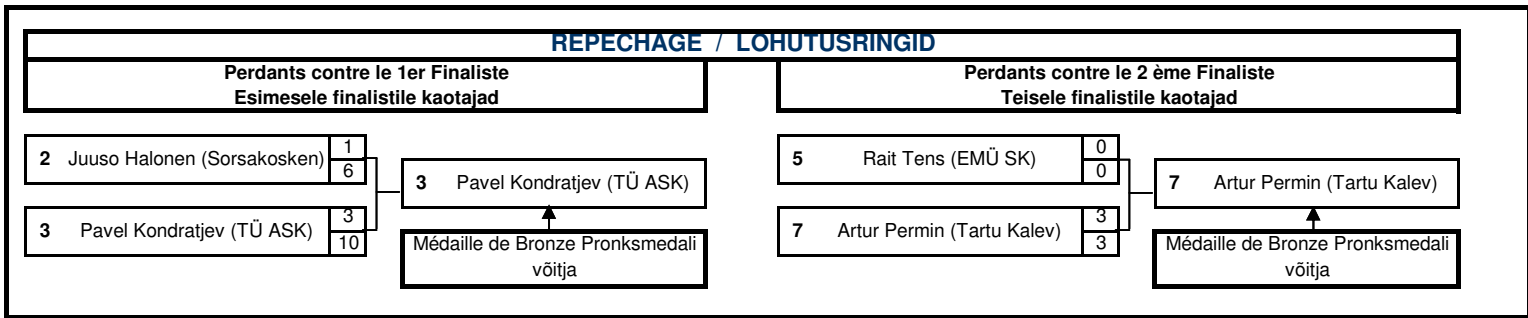 REPECHAGE / LOHUTUSRINGID
Perdants contre le 1er Finaliste
Esimesele finalistile kaotajad
2 Juuso Halonen (Sorsakosken) 1
6
3 Pavel Kondratjev (TÜ ASK) 3
10
3 Pavel Kondratjev (TÜ ASK)
Médaille de Bronze Pronksmedali
võitja
Perdants contre le 2 ème Finaliste
Teisele finalistile kaotajad
5 Rait Tens (EMÜ SK) 0
0
7 Artur Permin (Tartu Kalev) 3
3
7 Artur Permin (Tartu Kalev)
Médaille de Bronze Pronksmedali
võitja